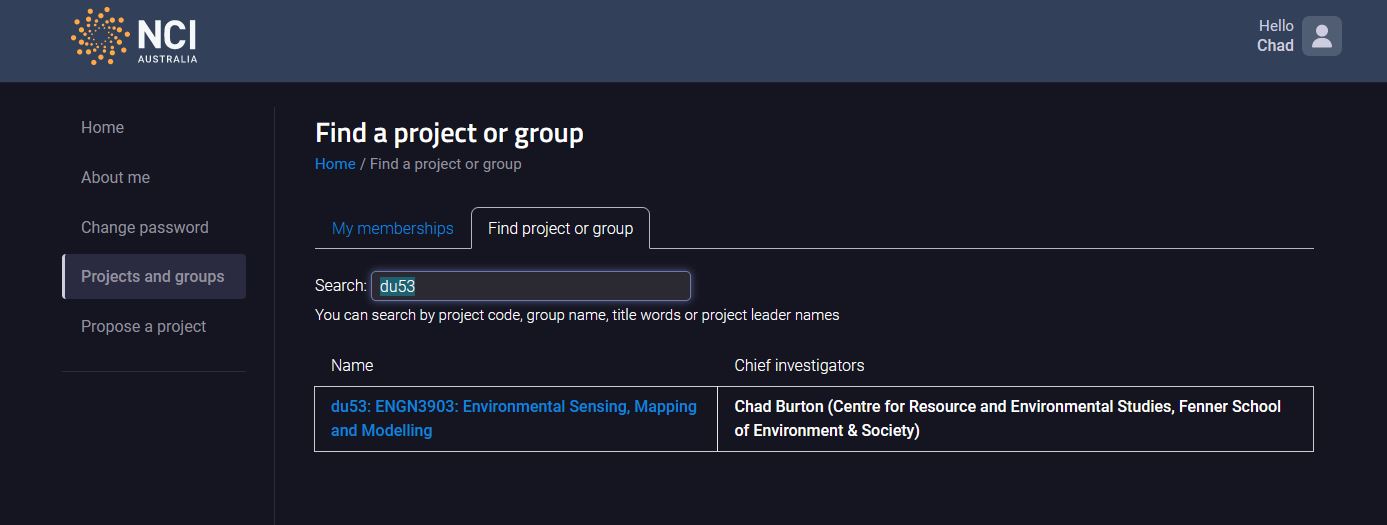 NCI
AUSTRALIA
Hello
Chad
Home
About me
Change password
Projects and groups
Propose a project
Find a project or group
Home / Find a project or group
My memberships
Find project or group
Search: du53
You can search by project code, group name, title words or project leader names
Name
Chief investigators
du53: ENGN3903: Environmental Sensing, Mapping
and Modelling
Chad Burton (Centre for Resource and Environmental Studies, Fenner School
of Environment & Society)